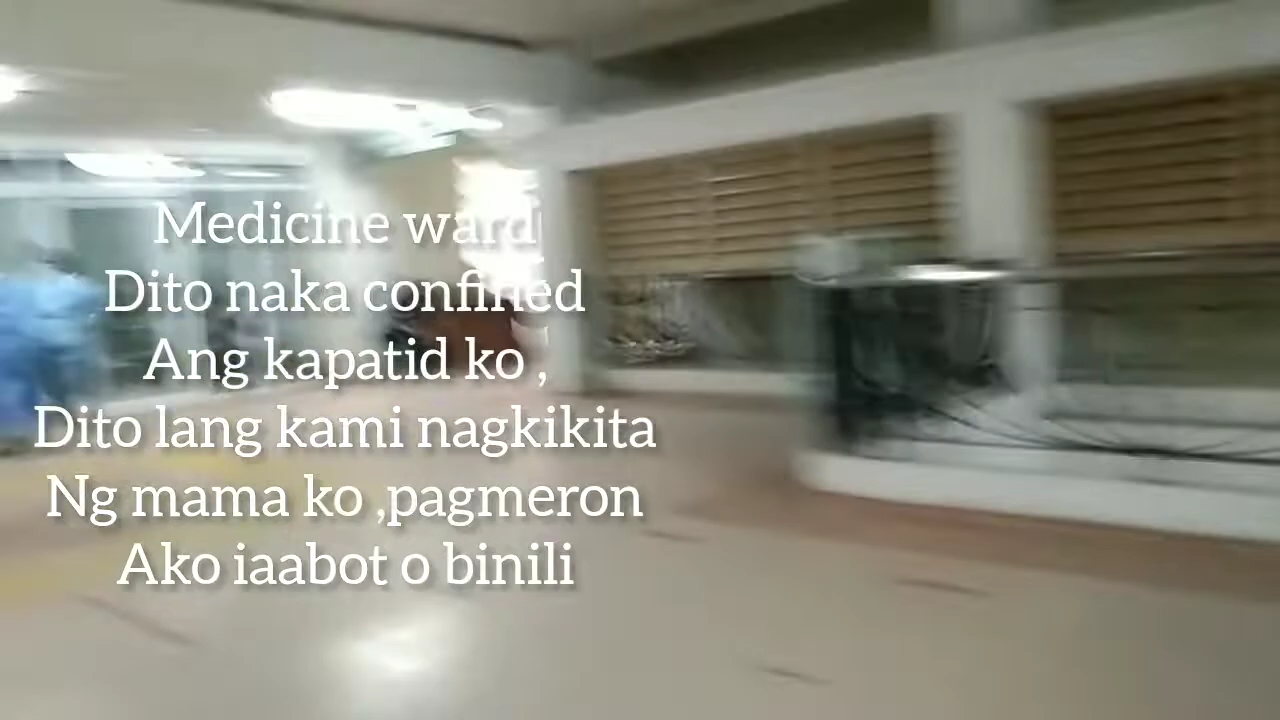 Medicine ward
Dito naka confined
Ang kapatid ko ,
Dito lang kami nagkikita
Ng mama ko ,pagmeron
Ako iaabot o binili